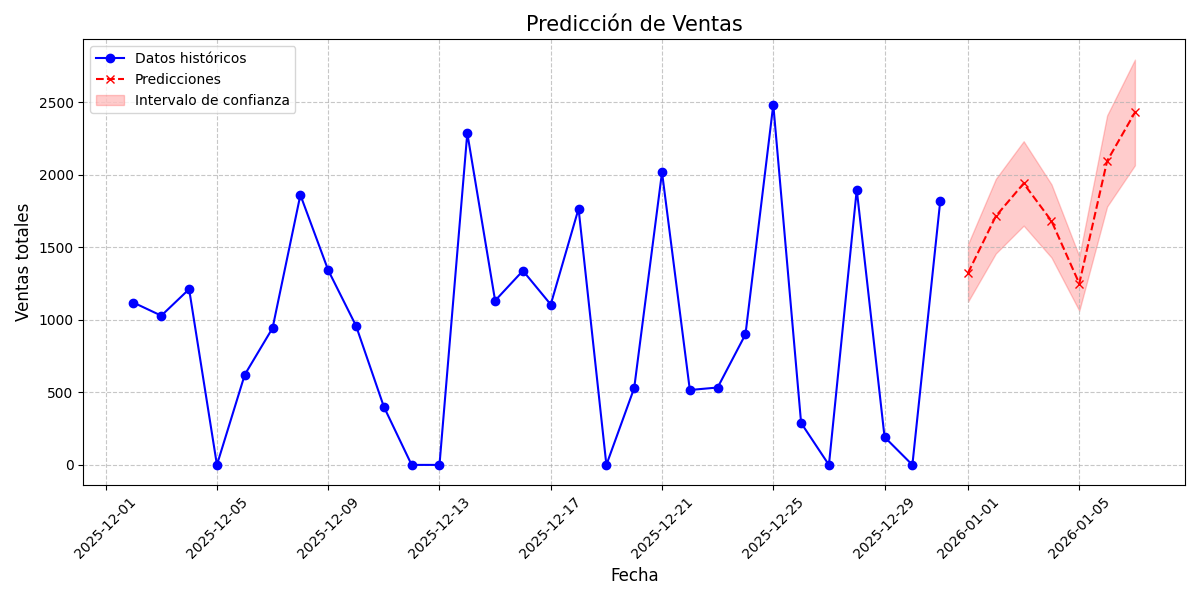 Predicción de Ventas
Datos históricos
Predicciones
Intervalo de confianza
Ventas totales
2500
2000
1500
1000
500
0
2025-12-01
2025-12-05
2025-12-09
2025-12-13
2025-12-17
2025-12-21
2025-12-25
2025-12-29
2026-01-01
2026-01-05
Fecha